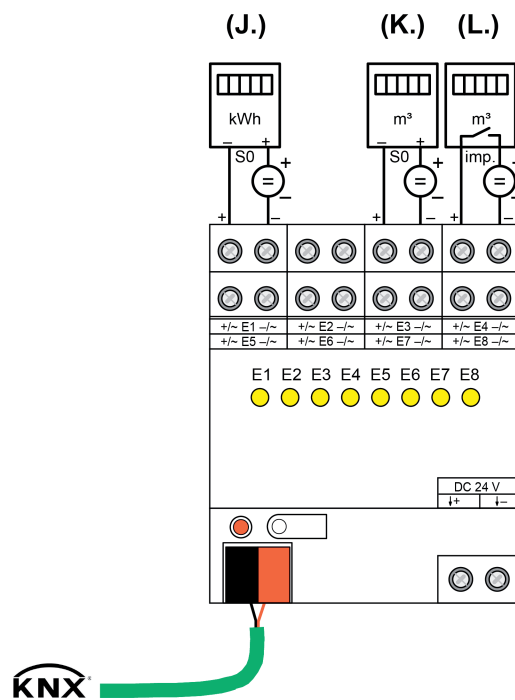 (J.) (K.) (L.)
kWh m³ m³
– + – +
S0 S0 imp.
= = =
+ + +
– – –
+ – + – + –
+/~ E1 –/~ +/~ E2 –/~ +/~ E3 –/~ +/~ E4 –/~
+/~ E5 –/~ +/~ E6 –/~ +/~ E7 –/~ +/~ E8 –/~
E1 E2 E3 E4 E5 E6 E7 E8
DC 24 V
↓+ ↓–
KNX®